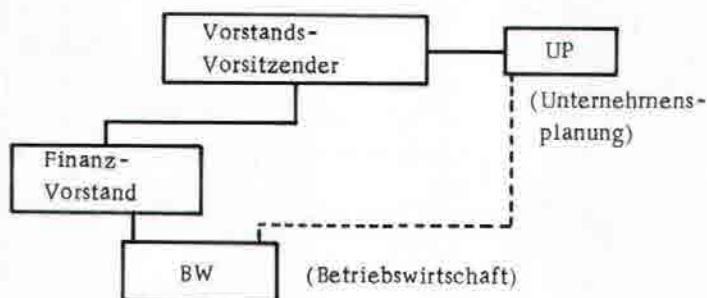 Vorstands-
Vorsitzender
UP
(Unternehmens-
planung)
Finanz-
Vorstand
BW
(Betriebswirtschaft)